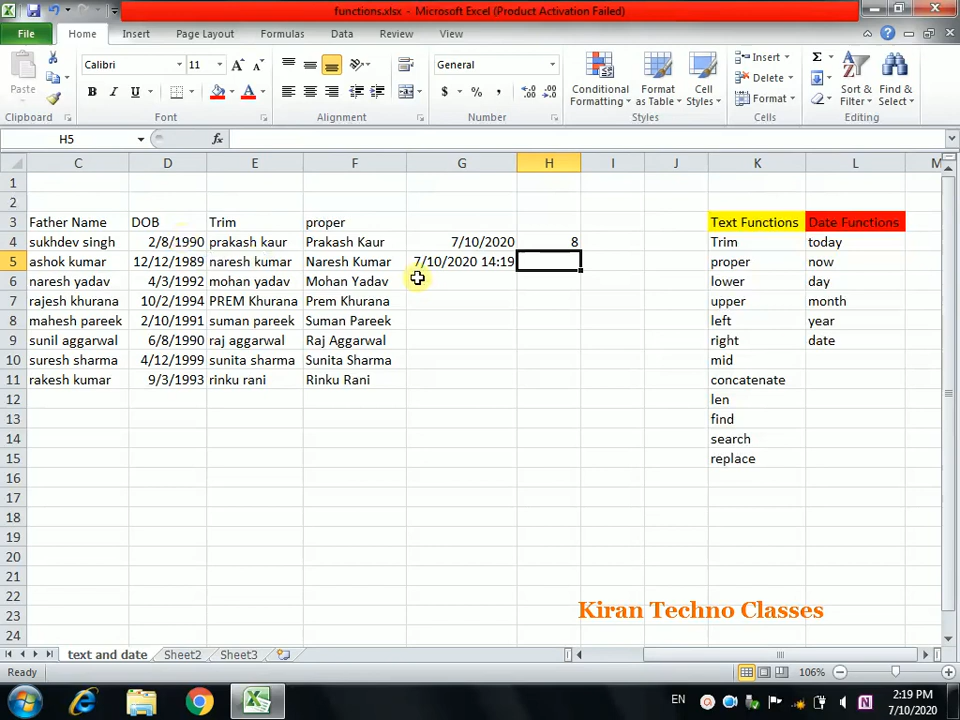 functions.xlsx - Microsoft Excel (Product Activation Failed)
File Home Insert Page Layout Formulas Data Review View
Paste
Calibri 11
B I U
General
$ % ,
Conditional Formatting
Format as Table
Cell Styles
Insert
Delete
Format
Sort & Filter
Find & Select
Clipboard Font Alignment Number Styles Cells Editing
H5 fx
C D E F G H I J K L M
1
2
3 Father Name DOB Trim proper Text Functions Date Functions
4 sukhdev singh 2/8/1990 prakash kaur Prakash Kaur 7/10/2020 8 Trim today
5 ashok kumar 12/12/1989 naresh kumar Naresh Kumar 7/10/2020 14:19 proper now
6 naresh yadav 4/3/1992 mohan yadav Mohan Yadav lower day
7 rajesh khurana 10/2/1994 PREM Khurana Prem Khurana upper month
8 mahesh pareek 2/10/1991 suman pareek Suman Pareek left year
9 sunil aggarwal 6/8/1990 raj aggarwal Raj Aggarwal right date
10 suresh sharma 4/12/1999 sunita sharma Sunita Sharma mid
11 rakesh kumar 9/3/1993 rinku rani Rinku Rani concatenate
12 len
13 find
14 search
15 replace
16
17
18
19
20
21
22
23
24
Kiran Techno Classes
text and date Sheet2 Sheet3
Ready 106%
EN
2:19 PM
7/10/2020